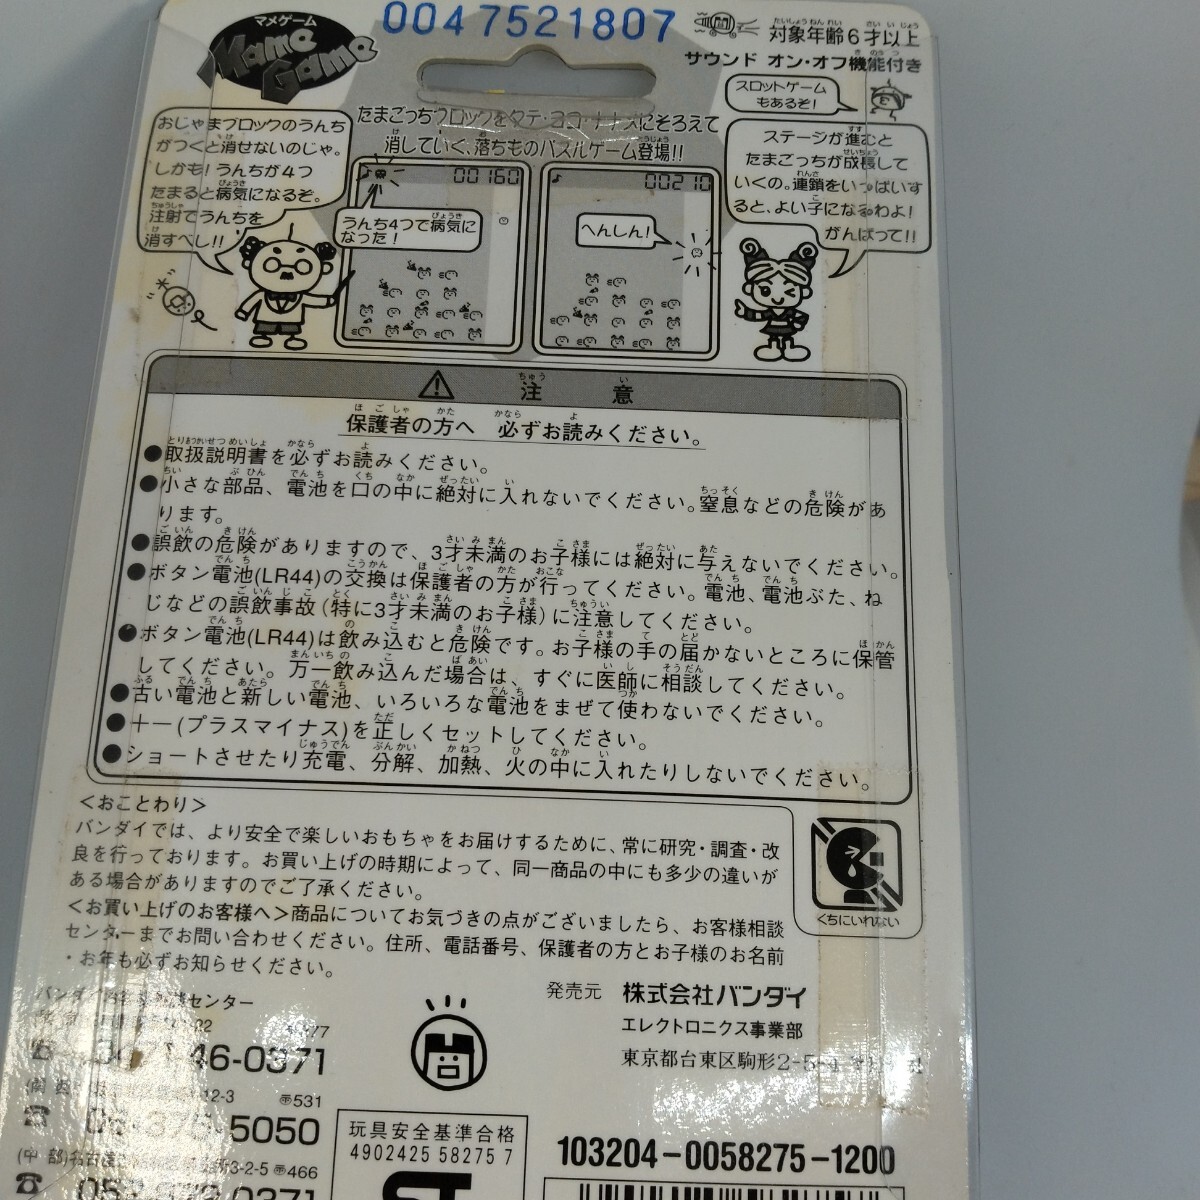 0047521807
マメゲーム
Mame Game
対象年齢6才以上
サウンド オン・オフ機能付き
スロットゲーム
もあるぞ!
たまごっちブロックをタテ・ヨコ・ナナメにそろえて
消していく、落ちものパズルゲーム登場!!
おじゃまブロックのうんち
がつくと消せないのじゃ。
しかも!うんちが4つ
たまると病気になるぞ。
注射でうんちを
消すべし!!
00160
うんち4つで病気に
なった!
00210
へんしん!
ステージが進むと
たまごっちが成長して
いくの。連鎖をいっぱいす
ると、よい子になるわよ!
がんばって!!
注意
保護者の方へ 必ずお読みください。
●取扱説明書を必ずお読みください。
●小さな部品、電池を口の中に絶対に入れないでください。窒息などの危険があ
ります。
●誤飲の危険がありますので、3才未満のお子様には絶対に与えないでください。
●ボタン電池(LR44)の交換は保護者の方が行ってください。電池、電池ぶた、ね
じなどの誤飲事故(特に3才未満のお子様)に注意してください。
●ボタン電池(LR44)は飲み込むと危険です。お子様の手の届かないところに保管
してください。万一飲み込んだ場合は、すぐに医師に相談してください。
●古い電池と新しい電池、いろいろな電池をまぜて使わないでください。
●+−(プラスマイナス)を正しくセットしてください。
●ショートさせたり充電、分解、加熱、火の中に入れたりしないでください。
<おことわり>
バンダイでは、より安全で楽しいおもちゃをお届けするために、常に研究・調査・改
良を行っております。お買い上げの時期によって、同一商品の中にも多少の違いが
ある場合がありますのでご了承ください。
<お買い上げのお客様へ>商品についてお気づきの点がございましたら、お客様相談
センターまでお問い合わせください。住所、電話番号、保護者の方とお子様のお名前
・お年も必ずお知らせください。
くちにいれない
センター
46-0371
〒531
5050
3-2-5 〒466
発売元 株式会社バンダイ
エレクトロニクス事業部
東京都台東区駒形2-5-4
玩具安全基準合格
4902425 58275 7
ST
103204-0058275-1200